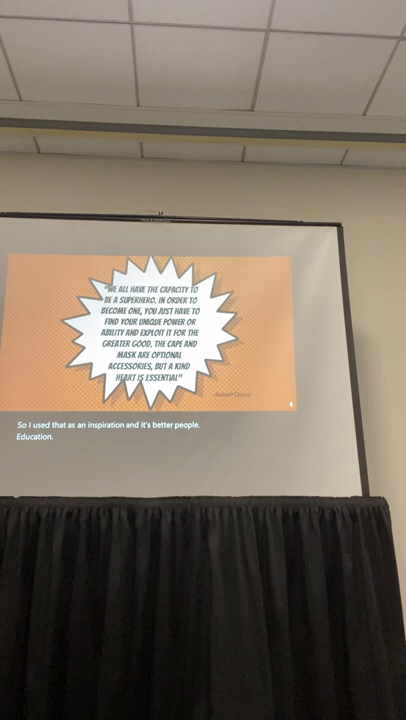 "WE ALL HAVE THE CAPACITY TO
BE A SUPERHERO. IN ORDER TO
BECOME ONE, YOU JUST HAVE TO
FIND YOUR UNIQUE POWER OR
ABILITY AND EXPLOIT IT FOR THE
GREATER GOOD. THE CAPE AND
MASK ARE OPTIONAL
ACCESSORIES, BUT A KIND
HEART IS ESSENTIAL"
-Robert Clancy
So I used that as an inspiration and it's better people.
Education.